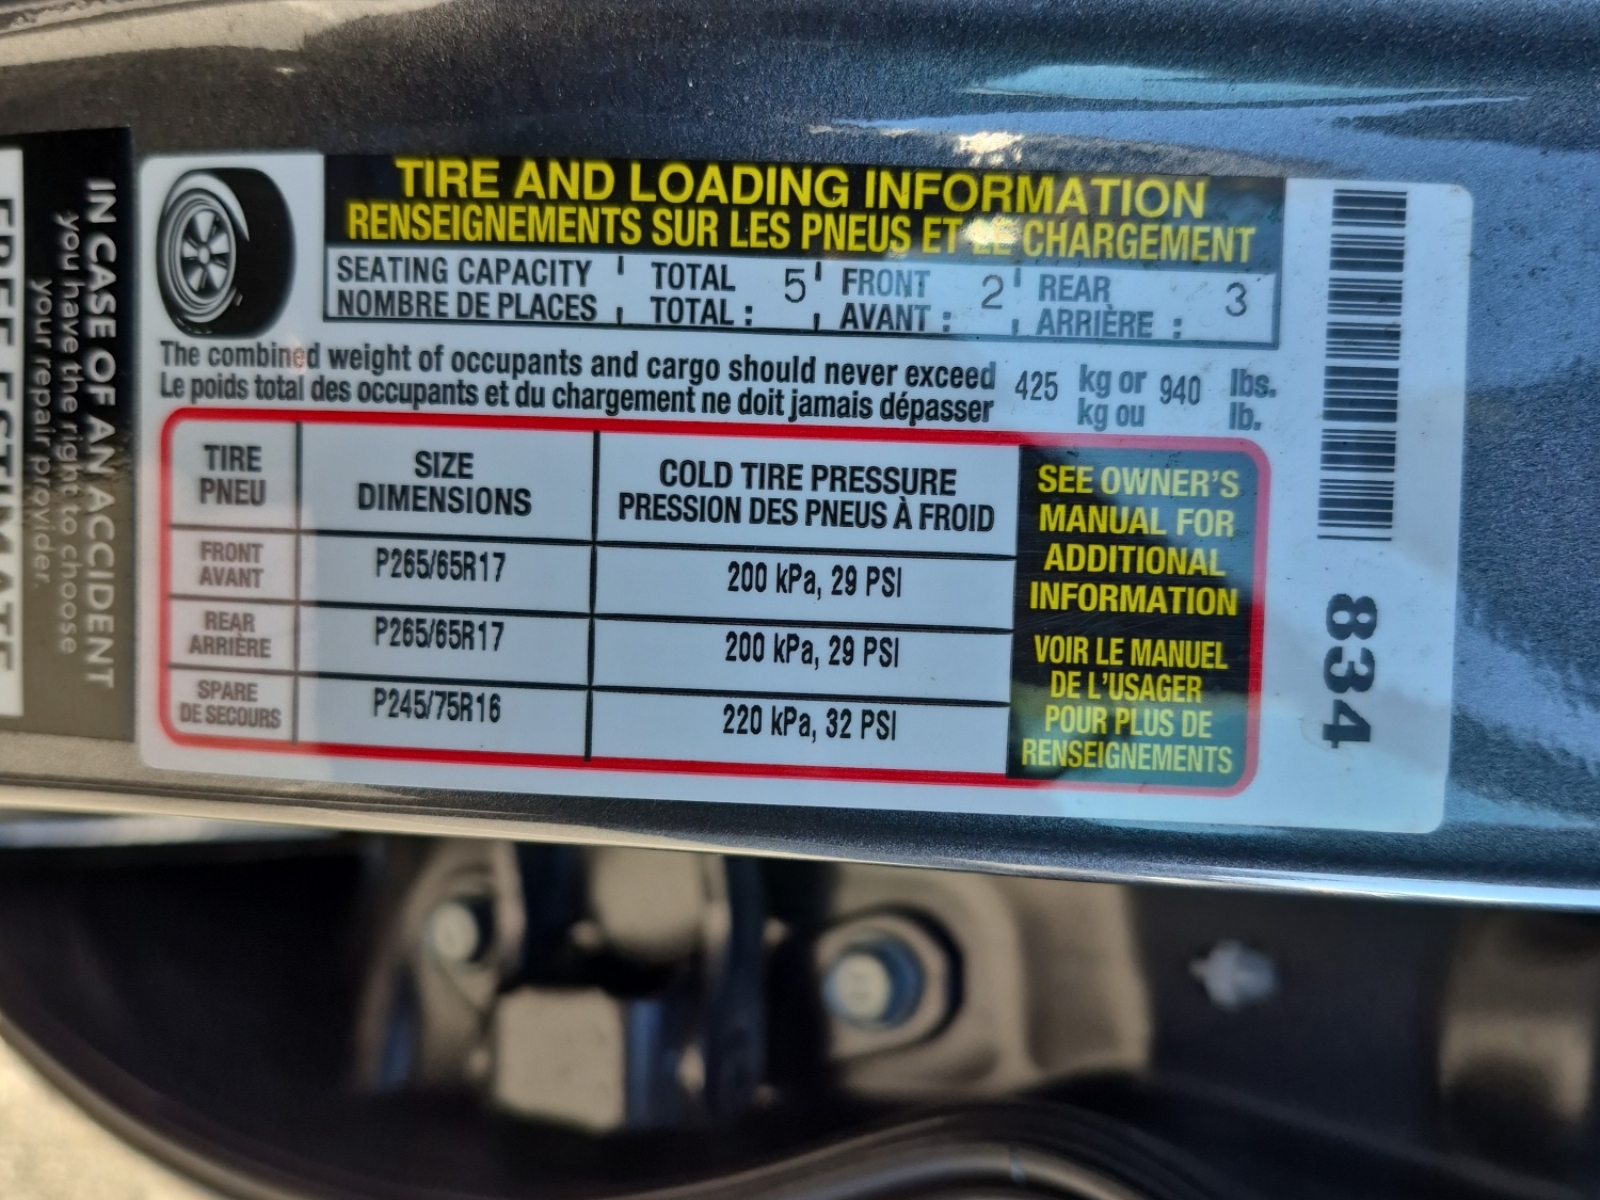 TIRE AND LOADING INFORMATION
RENSEIGNEMENTS SUR LES PNEUS ET LE CHARGEMENT
SEATING CAPACITY TOTAL 5 FRONT 2 REAR 3
NOMBRE DE PLACES TOTAL : AVANT : ARRIÈRE :
The combined weight of occupants and cargo should never exceed 425 kg or 940 lbs.
Le poids total des occupants et du chargement ne doit jamais dépasser kg ou lb.
TIRE SIZE COLD TIRE PRESSURE
PNEU DIMENSIONS PRESSION DES PNEUS À FROID
FRONT P265/65R17 200 kPa, 29 PSI
AVANT
REAR P265/65R17 200 kPa, 29 PSI
ARRIÈRE
SPARE P245/75R16 220 kPa, 32 PSI
DE SECOURS
SEE OWNER'S
MANUAL FOR
ADDITIONAL
INFORMATION
VOIR LE MANUEL
DE L'USAGER
POUR PLUS DE
RENSEIGNEMENTS
834
IN CASE OF AN ACCIDENT
you have the right to choose
your repair provider.
FREE ESTIMATE